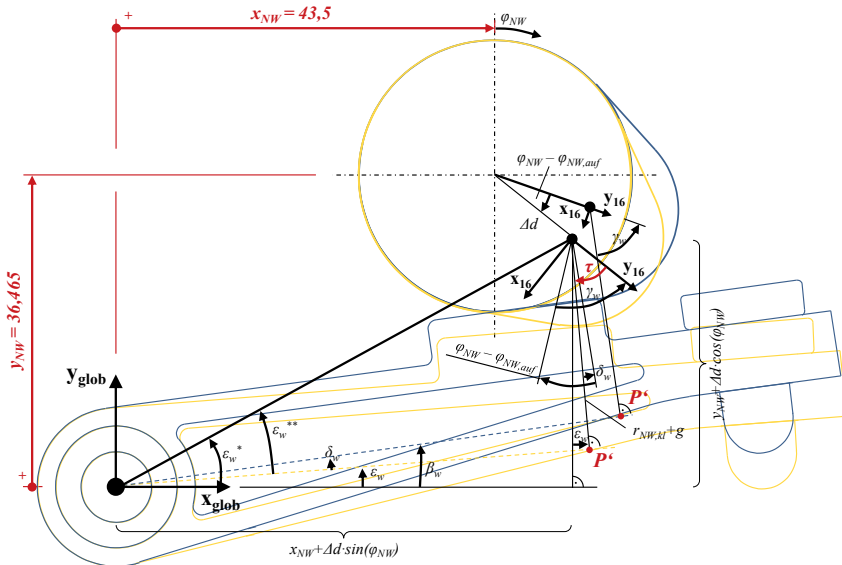 x_NW = 43,5
φ_NW
+
φ_NW − φ_NW,auf
y_16
x_16
Δd
γ_w
τ
y_16
x_16
γ_w
y_NW = 36,465
φ_NW − φ_NW,auf
y_NW+Δd·cos(φ_NW)
y_glob
δ_w
P‘
ε_w**
r_NW,kl+g
ε_w*
ε_w
δ_w
P‘
ε_w
β_w
+
x_glob
x_NW+Δd·sin(φ_NW)